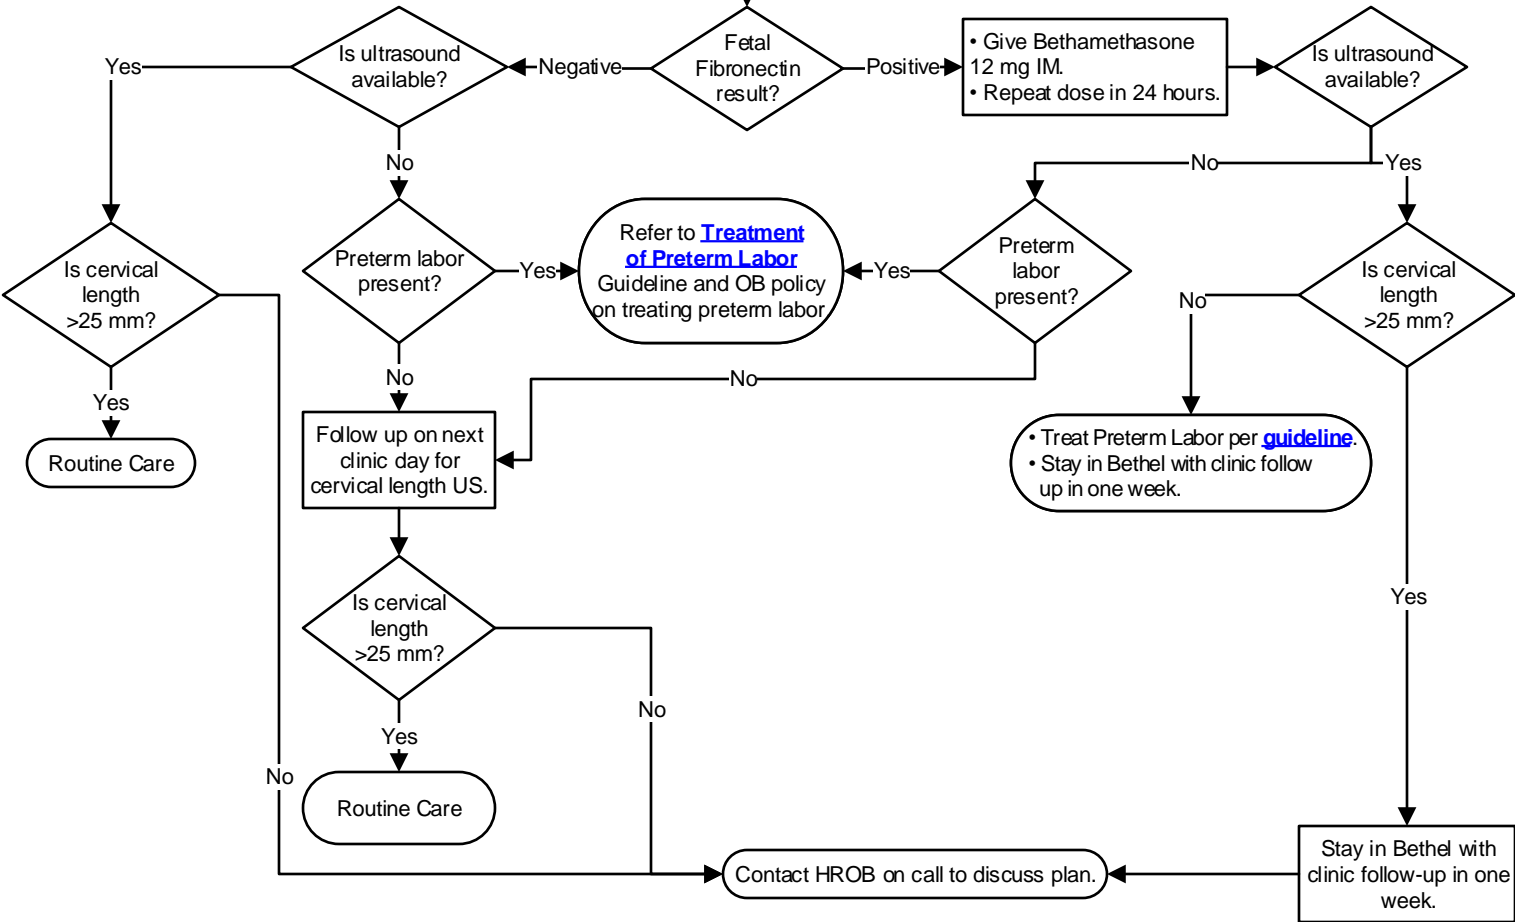 Is ultrasound
available?
Yes
Negative
Fetal
Fibronectin
result?
Positive
• Give Bethamethasone
12 mg IM.
• Repeat dose in 24 hours.
Is ultrasound
available?
No
No
Yes
Is cervical
length
>25 mm?
Preterm labor
present?
Yes
Refer to Treatment
of Preterm Labor
Guideline and OB policy
on treating preterm labor
Yes
Preterm
labor
present?
No
Is cervical
length
>25 mm?
Yes
No
No
Routine Care
Follow up on next
clinic day for
cervical length US.
• Treat Preterm Labor per guideline.
• Stay in Bethel with clinic follow
up in one week.
Is cervical
length
>25 mm?
Yes
No
Yes
No
Routine Care
Contact HROB on call to discuss plan.
Stay in Bethel with
clinic follow-up in one
week.